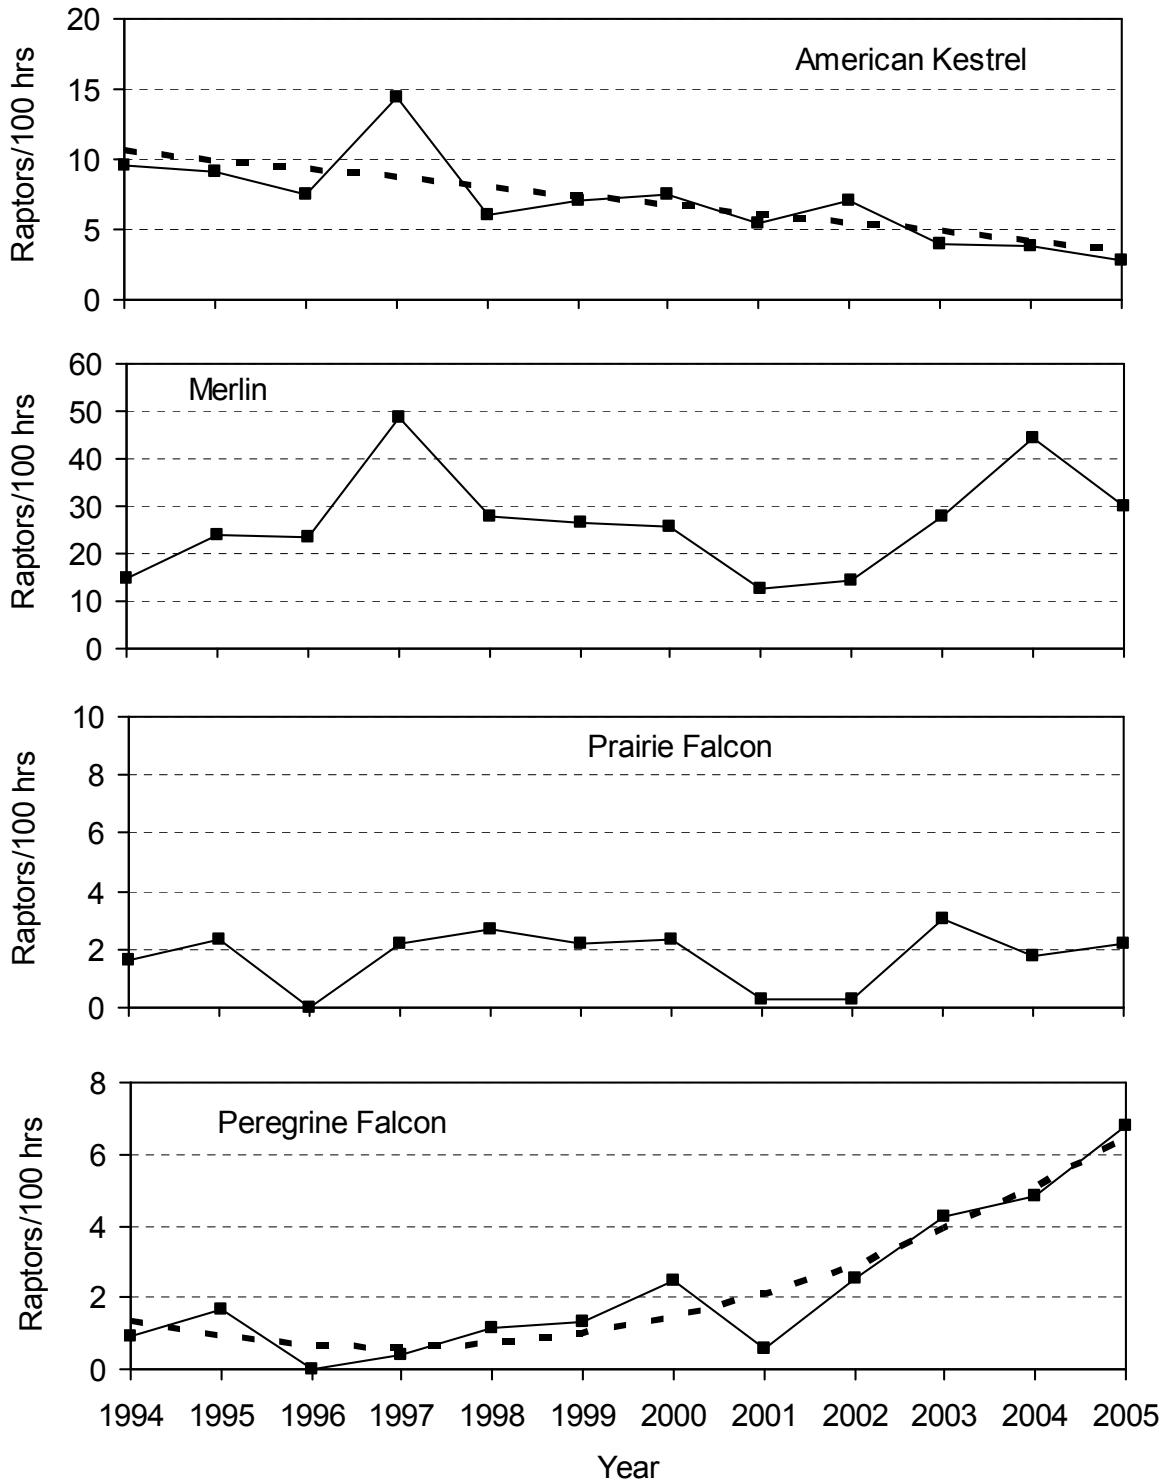 20
15
10
5
0
Raptors/100 hrs
American Kestrel
60
50
40
30
20
10
0
Raptors/100 hrs
Merlin
10
8
6
4
2
0
Raptors/100 hrs
Prairie Falcon
8
6
4
2
0
Raptors/100 hrs
Peregrine Falcon
1994 1995 1996 1997 1998 1999 2000 2001 2002 2003 2004 2005
Year